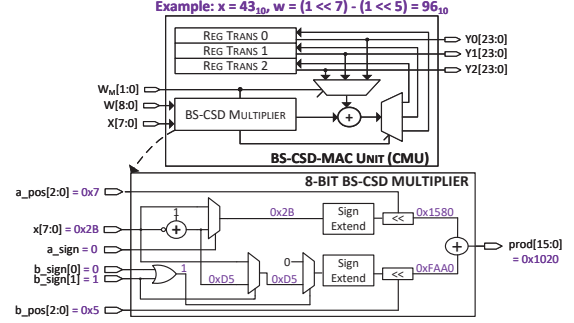 Example: x = 43₁₀, w = (1 << 7) - (1 << 5) = 96₁₀
REG TRANS 0
REG TRANS 1
REG TRANS 2
Y0[23:0]
Y1[23:0]
Y2[23:0]
W_M[1:0]
W[8:0]
X[7:0]
BS-CSD MULTIPLIER
+
BS-CSD-MAC UNIT (CMU)
8-BIT BS-CSD MULTIPLIER
a_pos[2:0] = 0x7
x[7:0] = 0x2B
a_sign = 0
b_sign[0] = 0
b_sign[1] = 1
b_pos[2:0] = 0x5
1
+
0x2B
Sign
Extend
<<
0x1580
1
0xD5
0
0xD5
Sign
Extend
<<
0xFAA0
+
prod[15:0]
= 0x1020